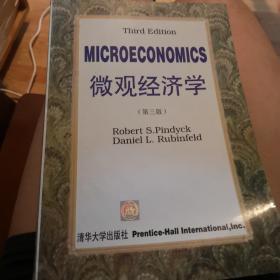 Third Edition
MICROECONOMICS
微观经济学
（第三版）
Robert S.Pindyck
Daniel L. Rubinfeld
清华大学出版社 Prentice-Hall International,Inc.